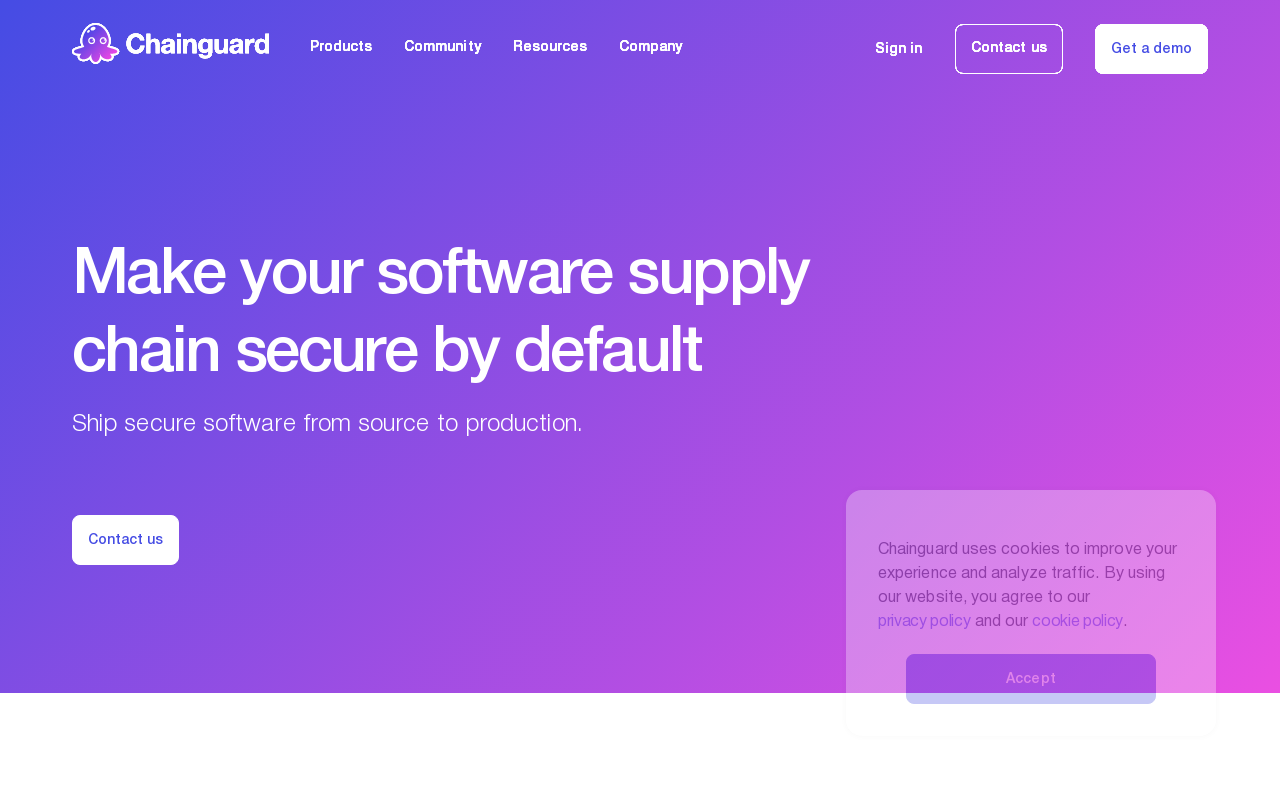 Chainguard
Products
Community
Resources
Company
Sign in
Contact us
Get a demo
Make your software supply
chain secure by default
Ship secure software from source to production.
Contact us
Chainguard uses cookies to improve your
experience and analyze traffic. By using
our website, you agree to our
privacy policy and our cookie policy.
Accept